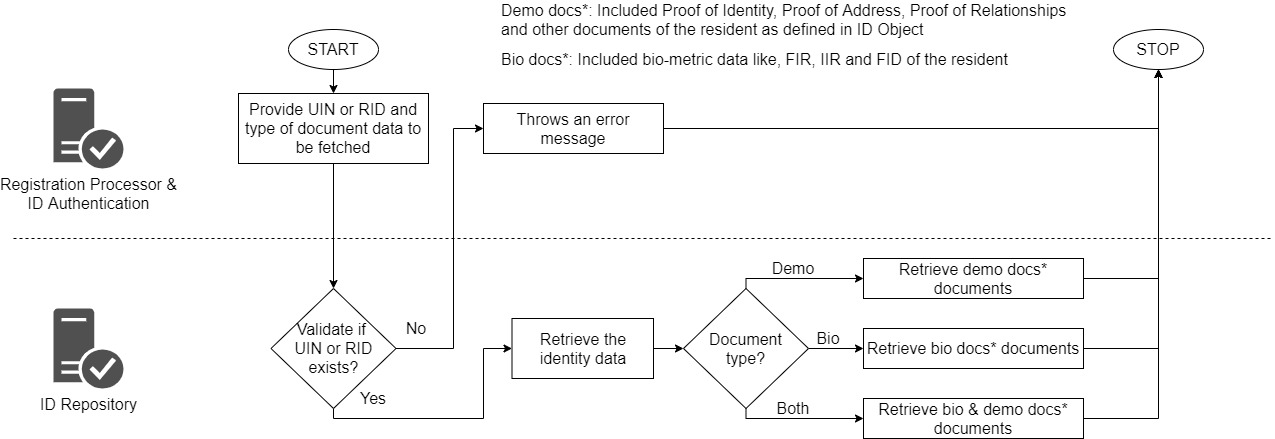 Demo docs*: Included Proof of Identity, Proof of Address, Proof of Relationships
and other documents of the resident as defined in ID Object
Bio docs*: Included bio-metric data like, FIR, IIR and FID of the resident
START
STOP
Provide UIN or RID and
type of document data to
be fetched
Throws an error
message
Registration Processor &
ID Authentication
Validate if
UIN or RID
exists?
No
Yes
Retrieve the
identity data
Document
type?
Demo
Retrieve demo docs*
documents
Bio
Retrieve bio docs* documents
Both
Retrieve bio & demo docs*
documents
ID Repository